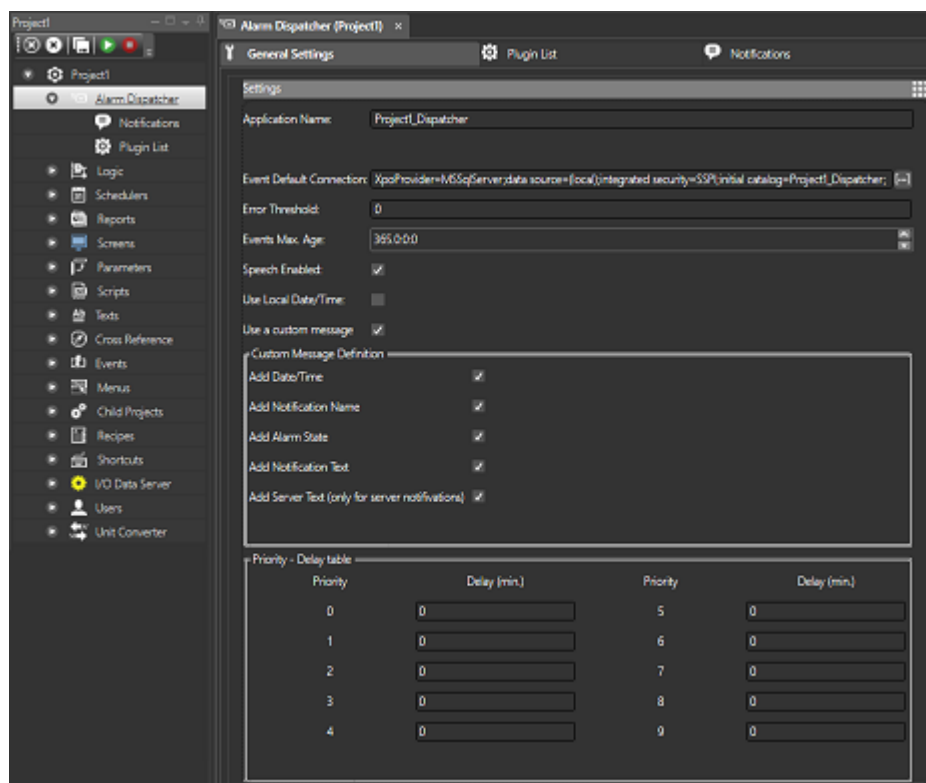 Project1
Alarm Dispatcher (Project1) ×
General Settings
Plugin List
Notifications
Project1
Alarm Dispatcher
Notifications
Plugin List
Logic
Schedulers
Reports
Screens
Parameters
Scripts
Texts
Cross Reference
Events
Menus
Child Projects
Recipes
Shortcuts
I/O Data Server
Users
Unit Converter
Settings
Application Name: Project1_Dispatcher
Event Default Connection: XpoProvider=MSSqlServer;data source=(local);integrated security=SSPI;initial catalog=Project1_Dispatcher; [...]
Error Threshold: 0
Events Max. Age: 365.0:0:0
Speech Enabled:
Use Local Date/Time:
Use a custom message
Custom Message Definition
Add Date/Time
Add Notification Name
Add Alarm State
Add Notification Text
Add Server Text (only for server notifivations)
Priority - Delay table
Priority Delay (min.) Priority Delay (min.)
0 0 5 0
1 0 6 0
2 0 7 0
3 0 8 0
4 0 9 0